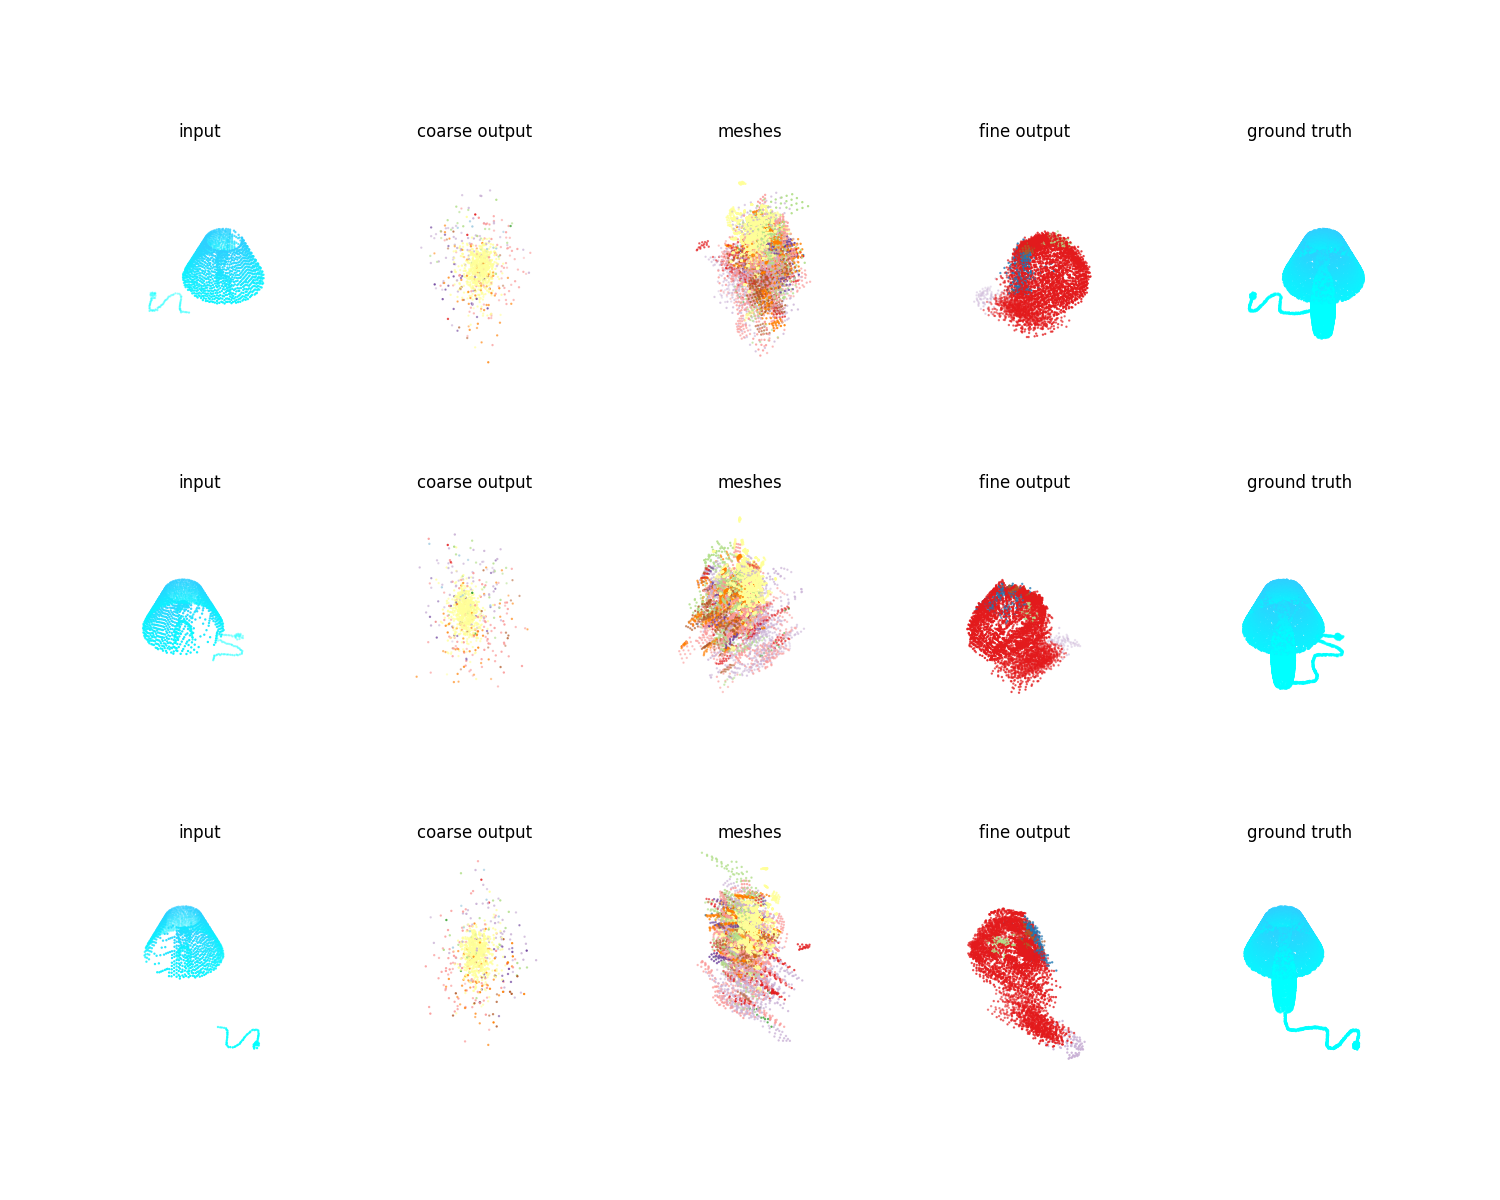 input
coarse output
meshes
fine output
ground truth
input
coarse output
meshes
fine output
ground truth
input
coarse output
meshes
fine output
ground truth